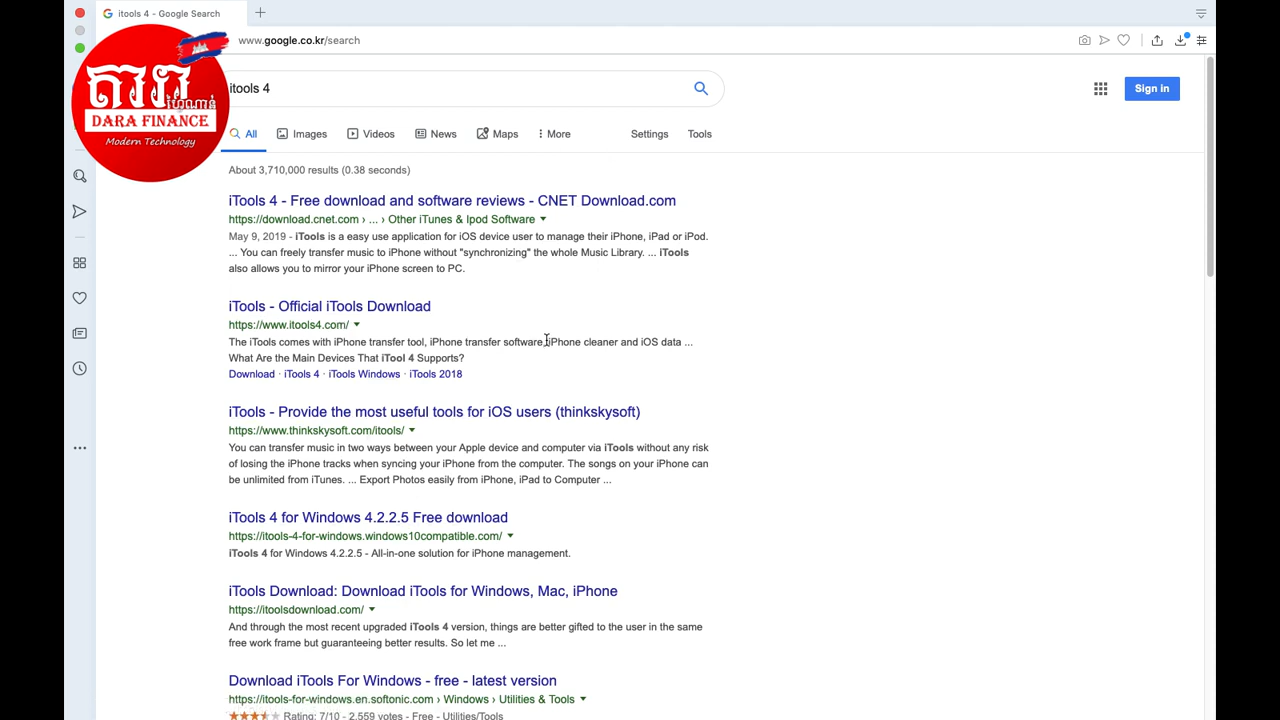 itools 4 - Google Search
www.google.co.kr/search
តារា
ហ្វៃណាន់
DARA FINANCE
Modern Technology
itools 4
Sign in
All
Images
Videos
News
Maps
More
Settings
Tools
About 3,710,000 results (0.38 seconds)
iTools 4 - Free download and software reviews - CNET Download.com
https://download.cnet.com › ... › Other iTunes & Ipod Software
May 9, 2019 - iTools is a easy use application for iOS device user to manage their iPhone, iPad or iPod.
... You can freely transfer music to iPhone without "synchronizing" the whole Music Library. ... iTools
also allows you to mirror your iPhone screen to PC.
iTools - Official iTools Download
https://www.itools4.com/
The iTools comes with iPhone transfer tool, iPhone transfer software,iPhone cleaner and iOS data ...
What Are the Main Devices That iTool 4 Supports?
Download · iTools 4 · iTools Windows · iTools 2018
iTools - Provide the most useful tools for iOS users (thinkskysoft)
https://www.thinkskysoft.com/itools/
You can transfer music in two ways between your Apple device and computer via iTools without any risk
of losing the iPhone tracks when syncing your iPhone from the computer. The songs on your iPhone can
be unlimited from iTunes. ... Export Photos easily from iPhone, iPad to Computer ...
iTools 4 for Windows 4.2.2.5 Free download
https://itools-4-for-windows.windows10compatible.com/
iTools 4 for Windows 4.2.2.5 - All-in-one solution for iPhone management.
iTools Download: Download iTools for Windows, Mac, iPhone
https://itoolsdownload.com/
And through the most recent upgraded iTools 4 version, things are better gifted to the user in the same
free work frame but guaranteeing better results. So let me ...
Download iTools For Windows - free - latest version
https://itools-for-windows.en.softonic.com › Windows › Utilities & Tools
Rating: 7/10 - 2,559 votes - Free - Utilities/Tools